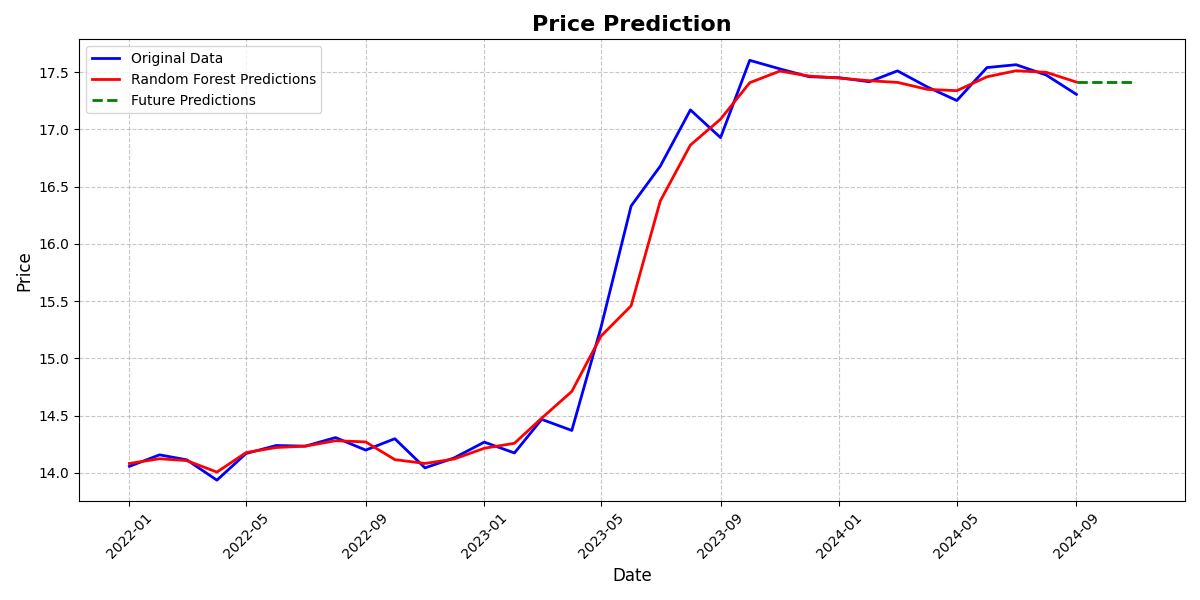 Price Prediction
Original Data
Random Forest Predictions
Future Predictions
Price
17.5
17.0
16.5
16.0
15.5
15.0
14.5
14.0
2022-01
2022-05
2022-09
2023-01
2023-05
2023-09
2024-01
2024-05
2024-09
Date